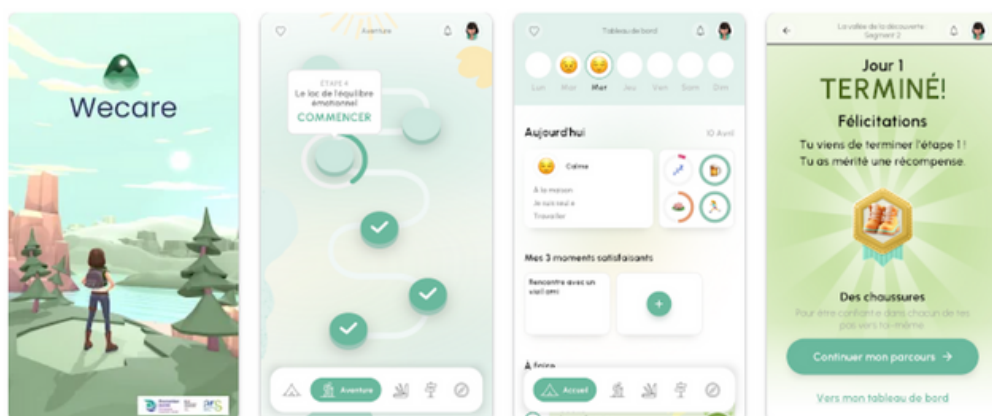 Wecare
Aventure
ETAPE 4
Le lac de l'équilibre
émotionnel
COMMENCER
Aventure
Tableau de bord
Lun Mar Mer Jeu Ven Sam Dim
Aujourd'hui
10 Avril
Calme
À la maison
Je suis seul·e
Travailler
Mes 3 moments satisfaisants
Rencontre avec un
vieil ami
À faire
Accueil
La vallée de la découverte :
Segment 2
Jour 1
TERMINÉ!
Félicitations
Tu viens de terminer l'étape 1 !
Tu as mérité une récompense.
Des chaussures
Pour être confiante dans chacun de tes
pas vers toi-même
Continuer mon parcours →
Vers mon tableau de bord